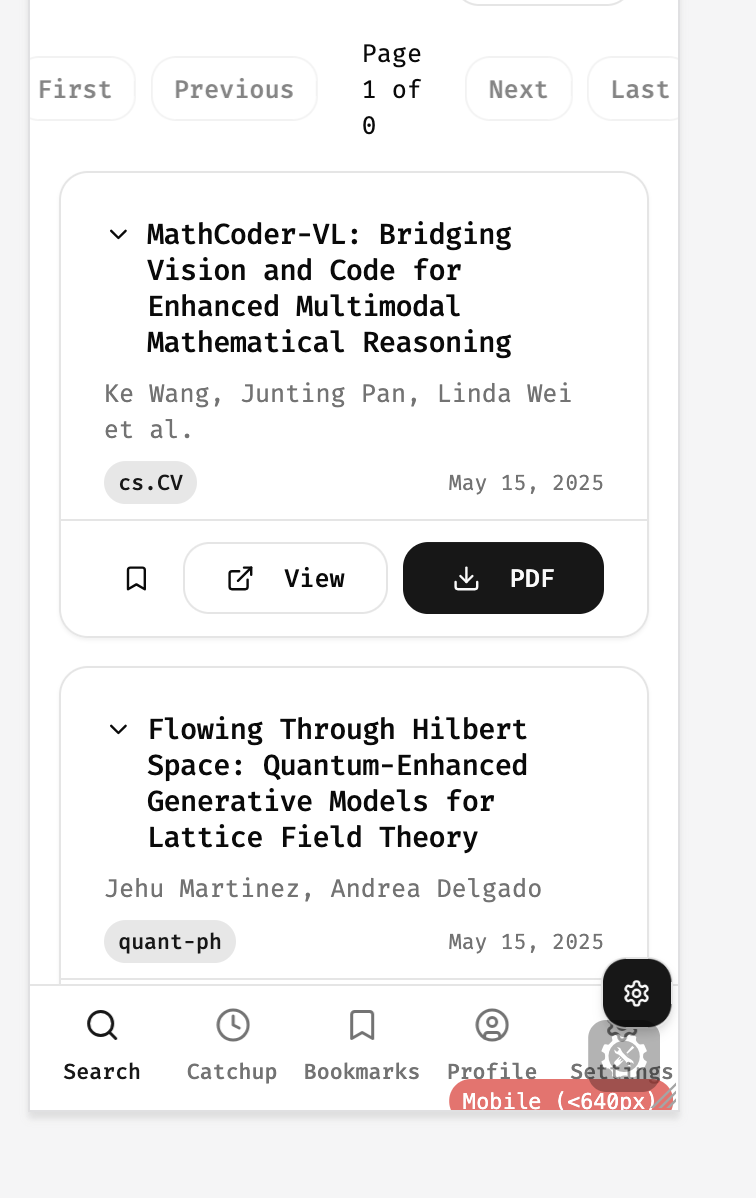 First
Previous
Page
1 of
0
Next
Last
MathCoder-VL: Bridging
Vision and Code for
Enhanced Multimodal
Mathematical Reasoning
Ke Wang, Junting Pan, Linda Wei
et al.
cs.CV
May 15, 2025
View
PDF
Flowing Through Hilbert
Space: Quantum-Enhanced
Generative Models for
Lattice Field Theory
Jehu Martinez, Andrea Delgado
quant-ph
May 15, 2025
Search
Catchup
Bookmarks
Profile
Settings
Mobile (<640px)